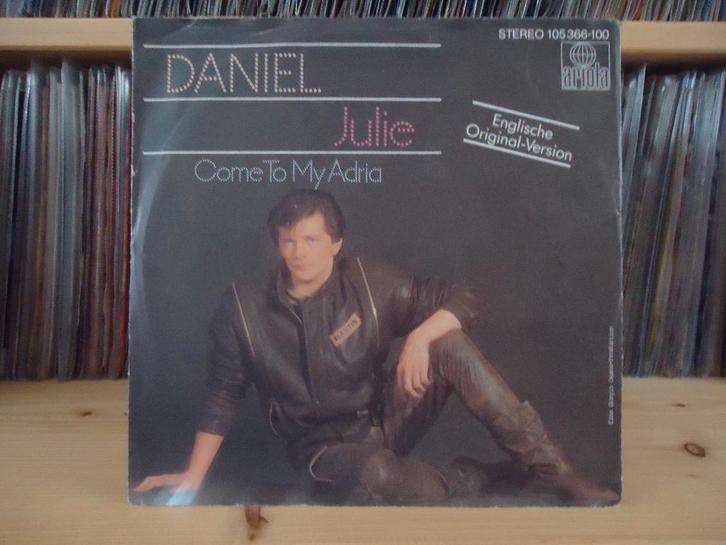 STEREO 105 366-100
DANIEL
ariola
Julie
Englische
Original-Version
Come To My Adria